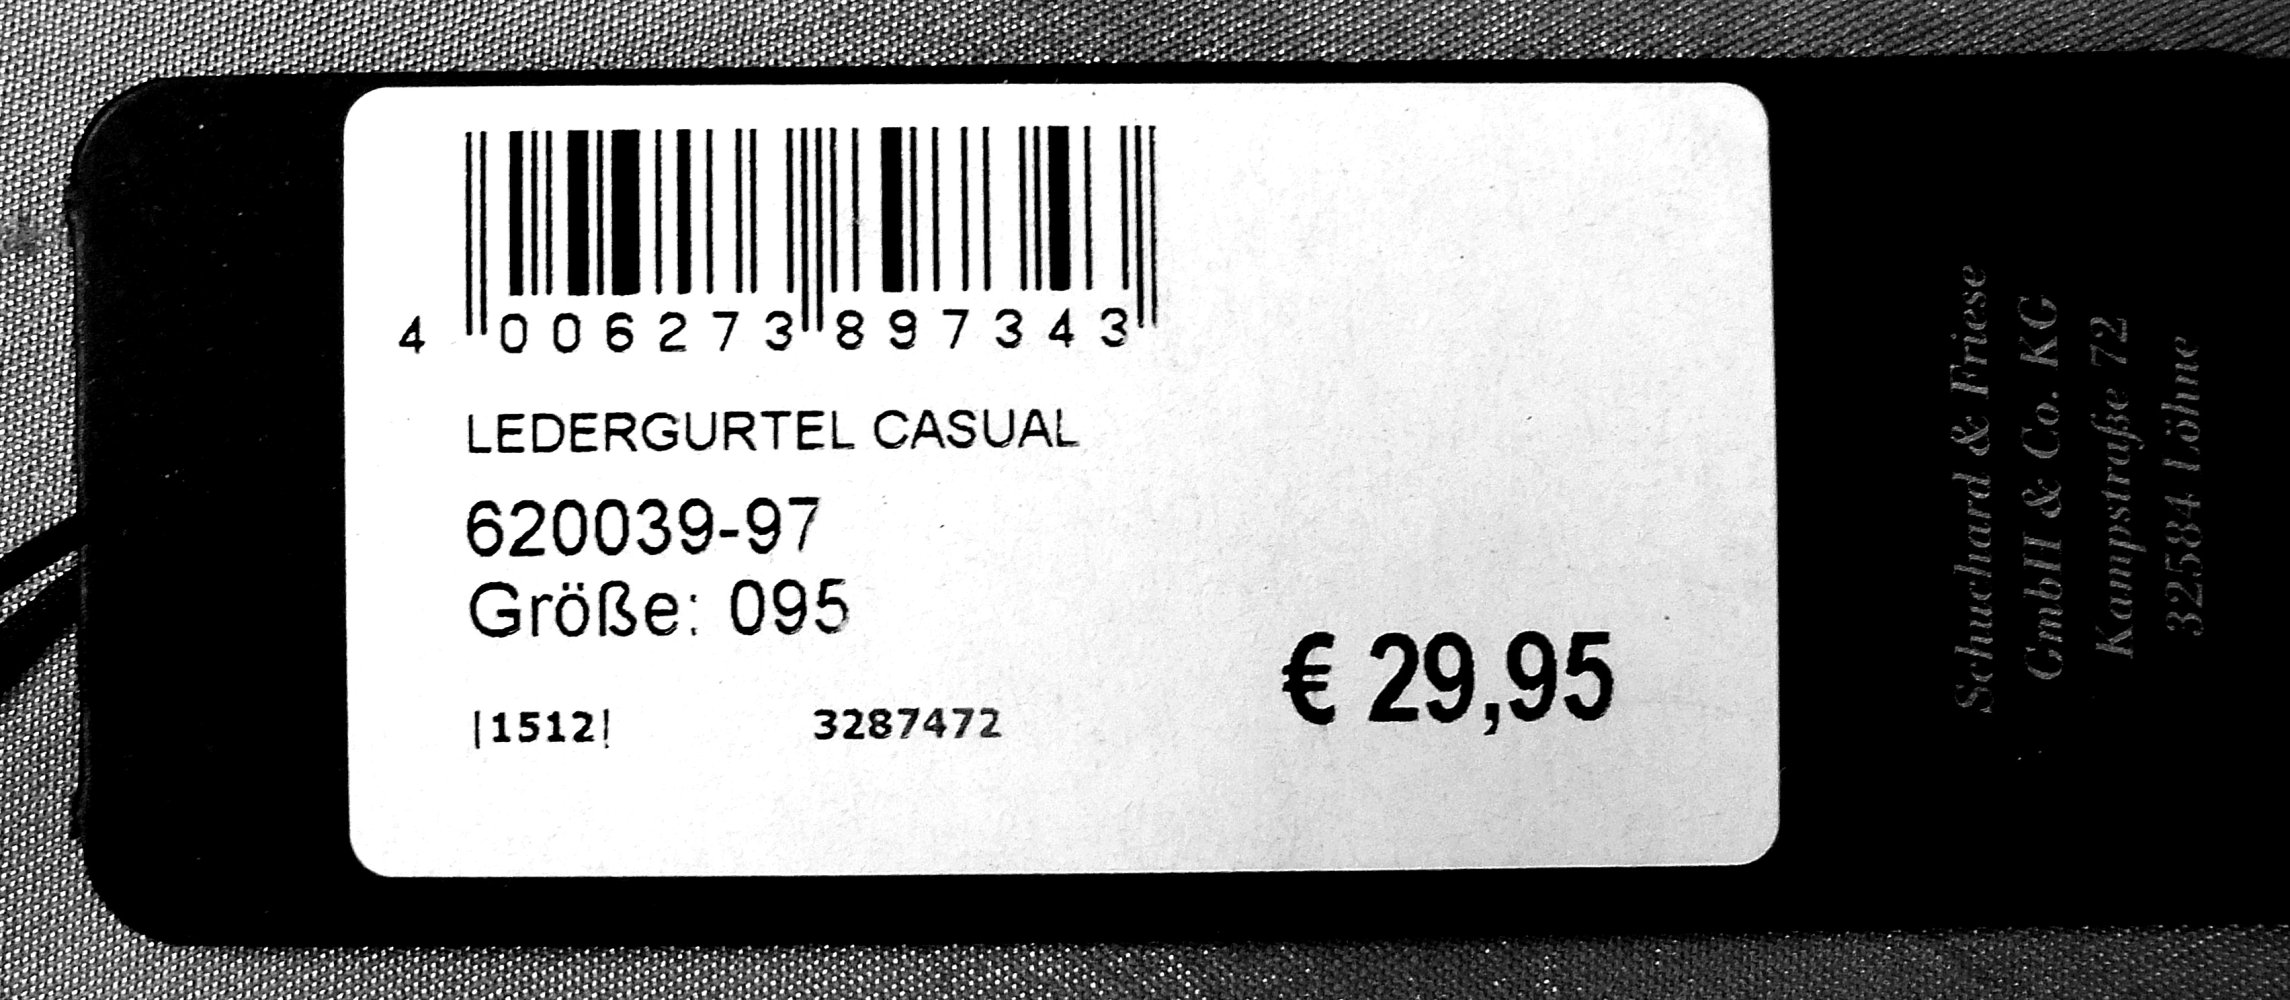 4 006273 897343
LEDERGURTEL CASUAL
620039-97
Größe: 095
|1512| 3287472
€ 29,95
Schuchard & Friese
GmbH & Co. KG
Kampstraße 72
32584 Löhne